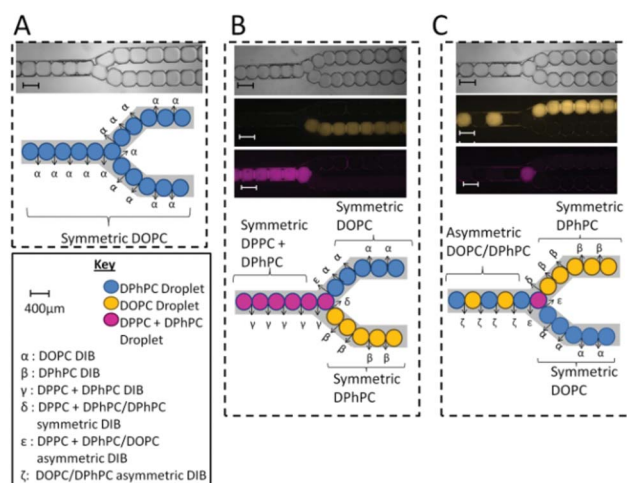 A
α α
α
α
α
α
α
α
α
α α α α α
α α
Symmetric DOPC
Key
400μm
DPhPC Droplet
DOPC Droplet
DPPC + DPhPC
Droplet
α : DOPC DIB
β : DPhPC DIB
γ : DPPC + DPhPC DIB
δ : DPPC + DPhPC/DPhPC
symmetric DIB
ε : DPPC + DPhPC/DOPC
asymmetric DIB
ζ: DOPC/DPhPC asymmetric DIB
B
Symmetric
DOPC
Symmetric
DPPC +
DPhPC
α α
α
α
ε
δ
γ γ γ γ γ
β
β
β β
Symmetric
DPhPC
C
Symmetric
DPhPC
Asymmetric
DOPC/DPhPC
β β
β
β
δ
ε
ζ ζ ζ ζ ε
α
α
α α
Symmetric
DOPC